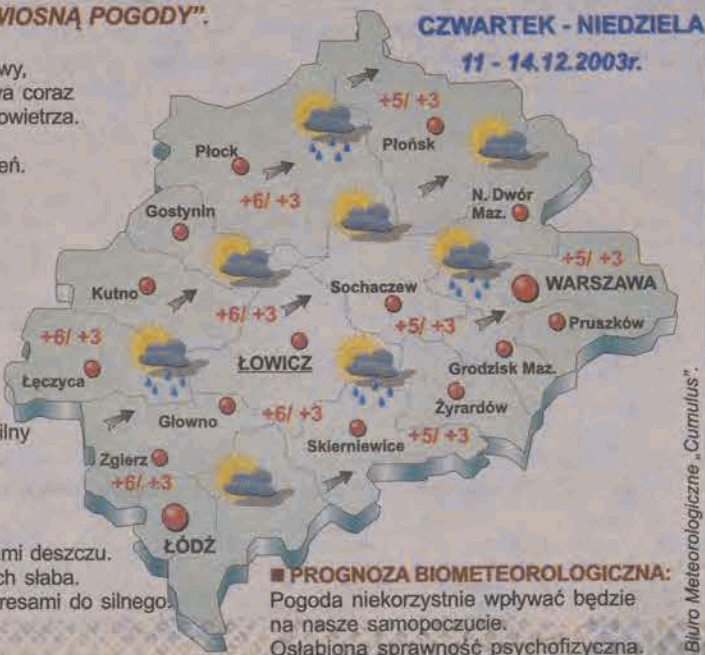 WIOSNĄ POGODY”.
CZWARTEK - NIEDZIELA
11 - 14.12.2003r.
wy,
va coraz
owietrza.
eń.
+5/ +3
Płońsk
Płock
+6/ +3
N. Dwór
Maz.
Gostynin
+5/ +3
WARSZAWA
Kutno
Sochaczew
+6/ +3
+5/ +3
Pruszków
+6/ +3
ŁOWICZ
Grodzisk Maz.
Łęczyca
Żyrardów
Głowno
+6/ +3
ilny
Skierniewice
+5/ +3
Zgierz
+6/ +3
ŁÓDŹ
ami deszczu.
ch słaba.
resami do silnego.
■ PROGNOZA BIOMETEOROLOGICZNA:
Pogoda niekorzystnie wpływać będzie
na nasze samopoczucie.
Osłabiona sprawność psychofizyczna.
Biuro Meteorologiczne „Cumulus”.